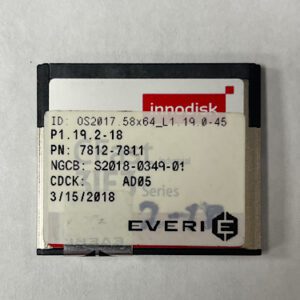 innodisk
ID: OS2017.58x64_L1.19.0-45
P1.19.2-18
PN: 7812-7811
NGCB: S2018-0349-01
CDCK: AD05
Series
3/15/2018
EVERI